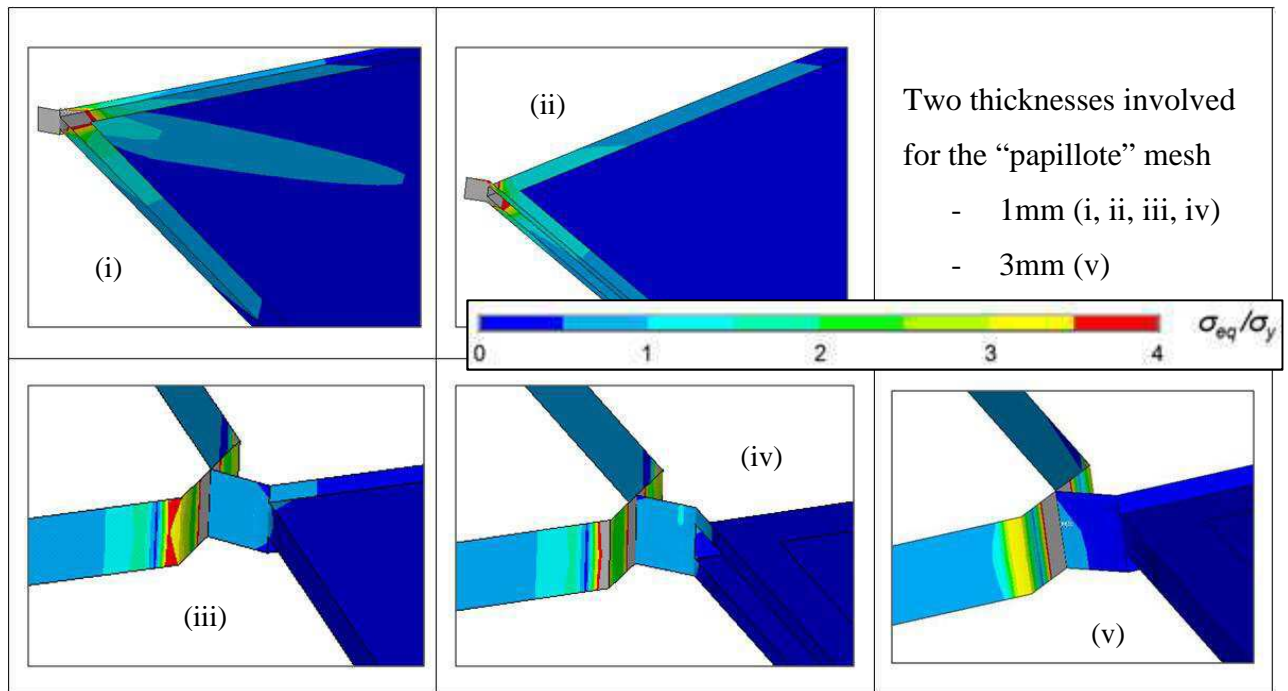 (i)
(ii)
Two thicknesses involved
for the “papillote” mesh
- 1mm (i, ii, iii, iv)
- 3mm (v)
0 1 2 3 4 σeq/σy
(iii)
(iv)
(v)